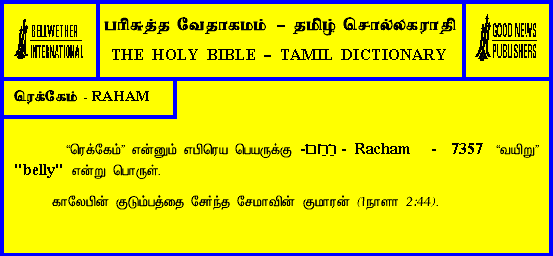 BELLWETHER
INTERNATIONAL
பரிசுத்த வேதாகமம் – தமிழ் சொல்லகராதி
THE HOLY BIBLE – TAMIL DICTIONARY
GOOD NEWS
PUBLISHERS
ரெக்கேம் - RAHAM
“ரெக்கேம்” என்னும் எபிரெய பெயருக்கு -רחם - Racham - 7357 “வயிறு”
"belly" என்று பொருள்.
காலேபின் குடும்பத்தை சேர்ந்த சேமாவின் குமாரன் (1நாளா 2:44).